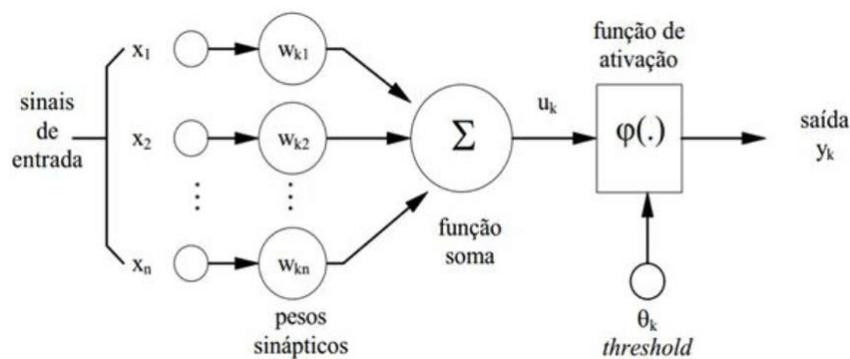 sinais
de
entrada
x1
x2
⋮
xn
wk1
wk2
⋮
wkn
pesos
sinápticos
Σ
função
soma
uk
função de
ativação
φ(.)
θk
threshold
saída
yk